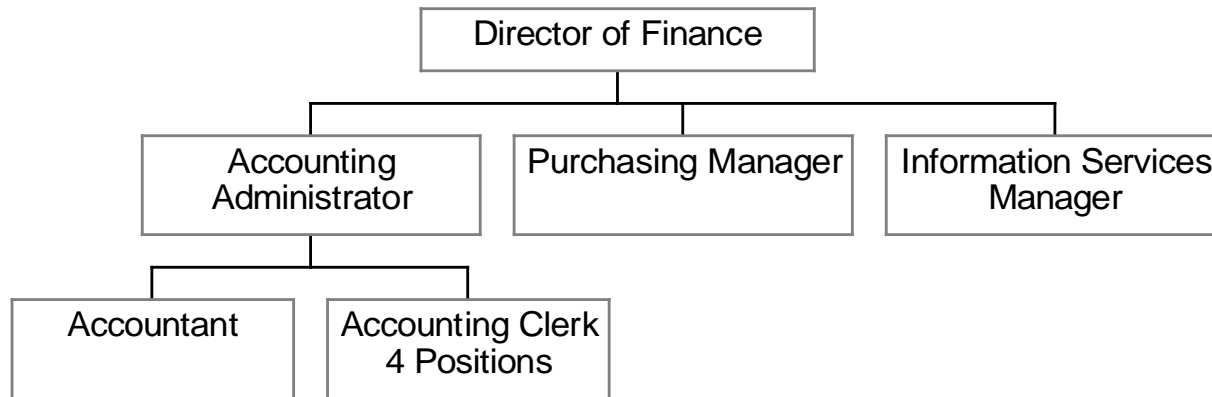 Director of Finance
Accounting
Administrator
Purchasing Manager
Information Services
Manager
Accountant
Accounting Clerk
4 Positions